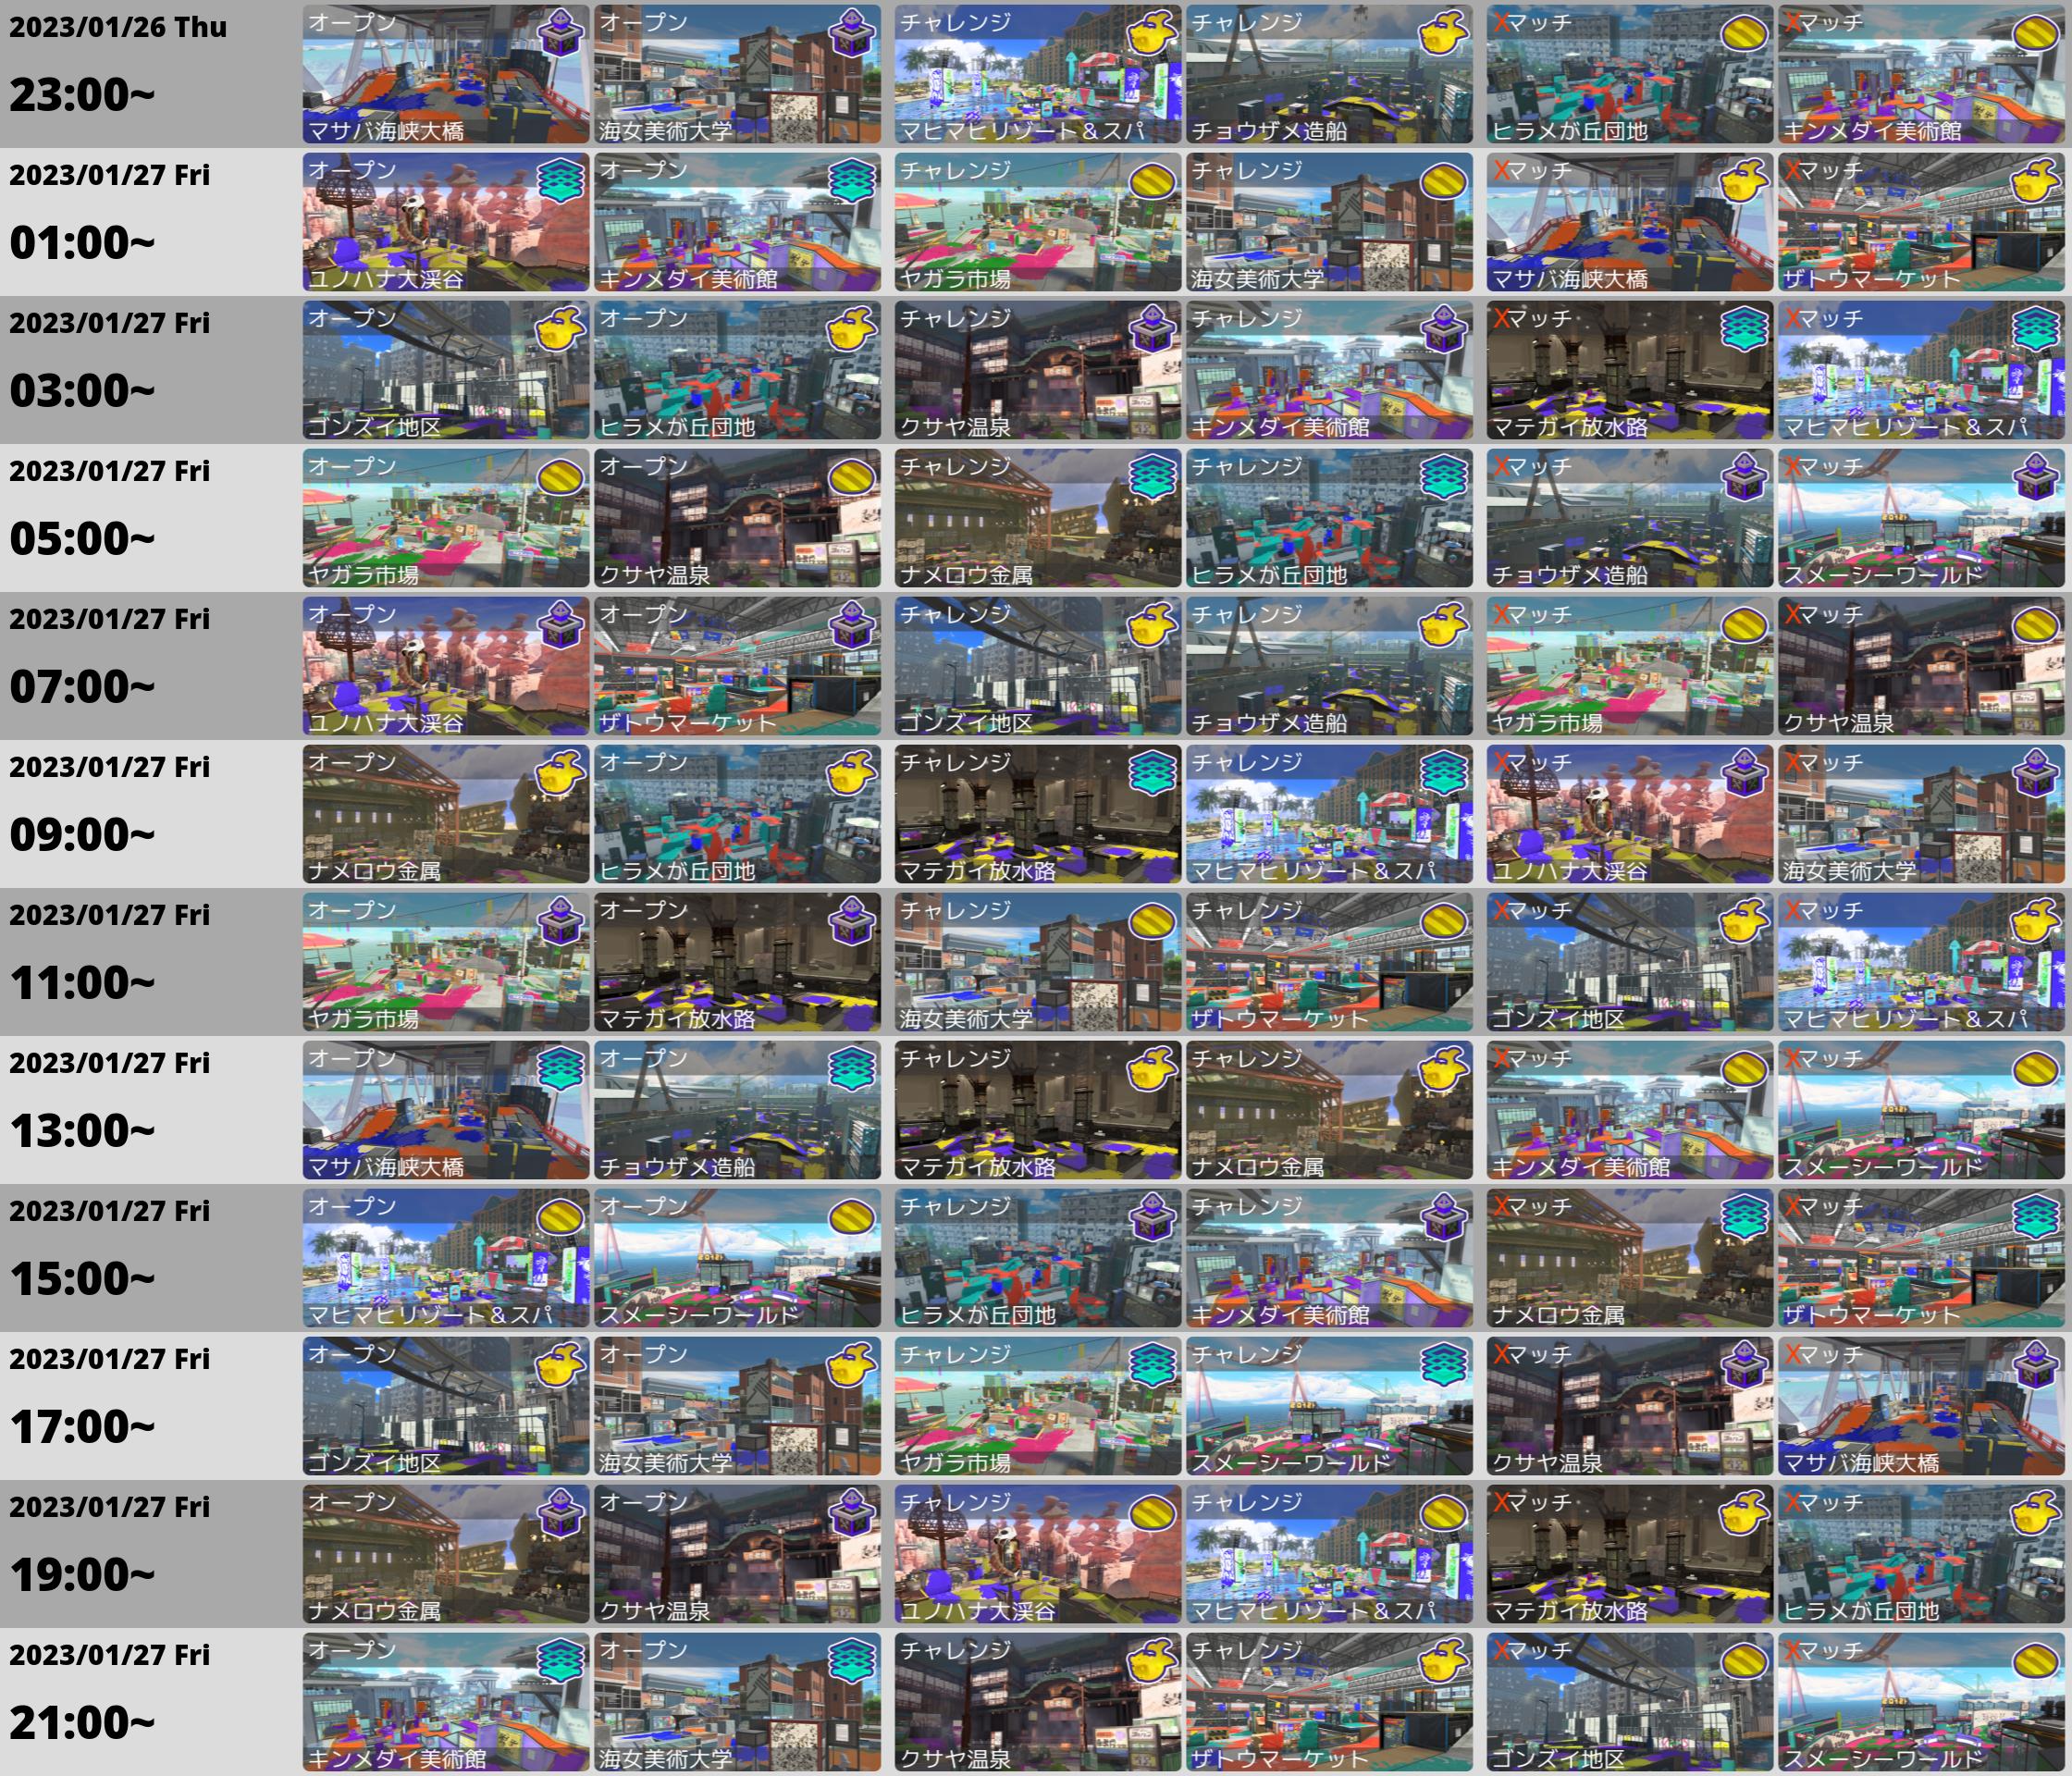 2023/01/26 Thu
23:00~
オープン
マサバ海峡大橋
オープン
海女美術大学
チャレンジ
マヒマヒリゾート＆スパ
チャレンジ
チョウザメ造船
Xマッチ
ヒラメが丘団地
Xマッチ
キンメダイ美術館
2023/01/27 Fri
01:00~
オープン
ユノハナ大渓谷
オープン
キンメダイ美術館
チャレンジ
ヤガラ市場
チャレンジ
海女美術大学
Xマッチ
マサバ海峡大橋
Xマッチ
ザトウマーケット
2023/01/27 Fri
03:00~
オープン
ゴンズイ地区
オープン
ヒラメが丘団地
チャレンジ
クサヤ温泉
チャレンジ
キンメダイ美術館
Xマッチ
マテガイ放水路
Xマッチ
マヒマヒリゾート＆スパ
2023/01/27 Fri
05:00~
オープン
ヤガラ市場
オープン
クサヤ温泉
チャレンジ
ナメロウ金属
チャレンジ
ヒラメが丘団地
Xマッチ
チョウザメ造船
Xマッチ
スメーシーワールド
2023/01/27 Fri
07:00~
オープン
ユノハナ大渓谷
オープン
ザトウマーケット
チャレンジ
ゴンズイ地区
チャレンジ
チョウザメ造船
Xマッチ
ヤガラ市場
Xマッチ
クサヤ温泉
2023/01/27 Fri
09:00~
オープン
ナメロウ金属
オープン
ヒラメが丘団地
チャレンジ
マテガイ放水路
チャレンジ
マヒマヒリゾート＆スパ
Xマッチ
ユノハナ大渓谷
Xマッチ
海女美術大学
2023/01/27 Fri
11:00~
オープン
ヤガラ市場
オープン
マテガイ放水路
チャレンジ
海女美術大学
チャレンジ
ザトウマーケット
Xマッチ
ゴンズイ地区
Xマッチ
マヒマヒリゾート＆スパ
2023/01/27 Fri
13:00~
オープン
マサバ海峡大橋
オープン
チョウザメ造船
チャレンジ
マテガイ放水路
チャレンジ
ナメロウ金属
Xマッチ
キンメダイ美術館
Xマッチ
スメーシーワールド
2023/01/27 Fri
15:00~
オープン
マヒマヒリゾート＆スパ
オープン
スメーシーワールド
チャレンジ
ヒラメが丘団地
チャレンジ
キンメダイ美術館
Xマッチ
ナメロウ金属
Xマッチ
ザトウマーケット
2023/01/27 Fri
17:00~
オープン
ゴンズイ地区
オープン
海女美術大学
チャレンジ
ヤガラ市場
チャレンジ
スメーシーワールド
Xマッチ
クサヤ温泉
Xマッチ
マサバ海峡大橋
2023/01/27 Fri
19:00~
オープン
ナメロウ金属
オープン
クサヤ温泉
チャレンジ
ユノハナ大渓谷
チャレンジ
マヒマヒリゾート＆スパ
Xマッチ
マテガイ放水路
Xマッチ
ヒラメが丘団地
2023/01/27 Fri
21:00~
オープン
キンメダイ美術館
オープン
海女美術大学
チャレンジ
クサヤ温泉
チャレンジ
ザトウマーケット
Xマッチ
ゴンズイ地区
Xマッチ
スメーシーワールド